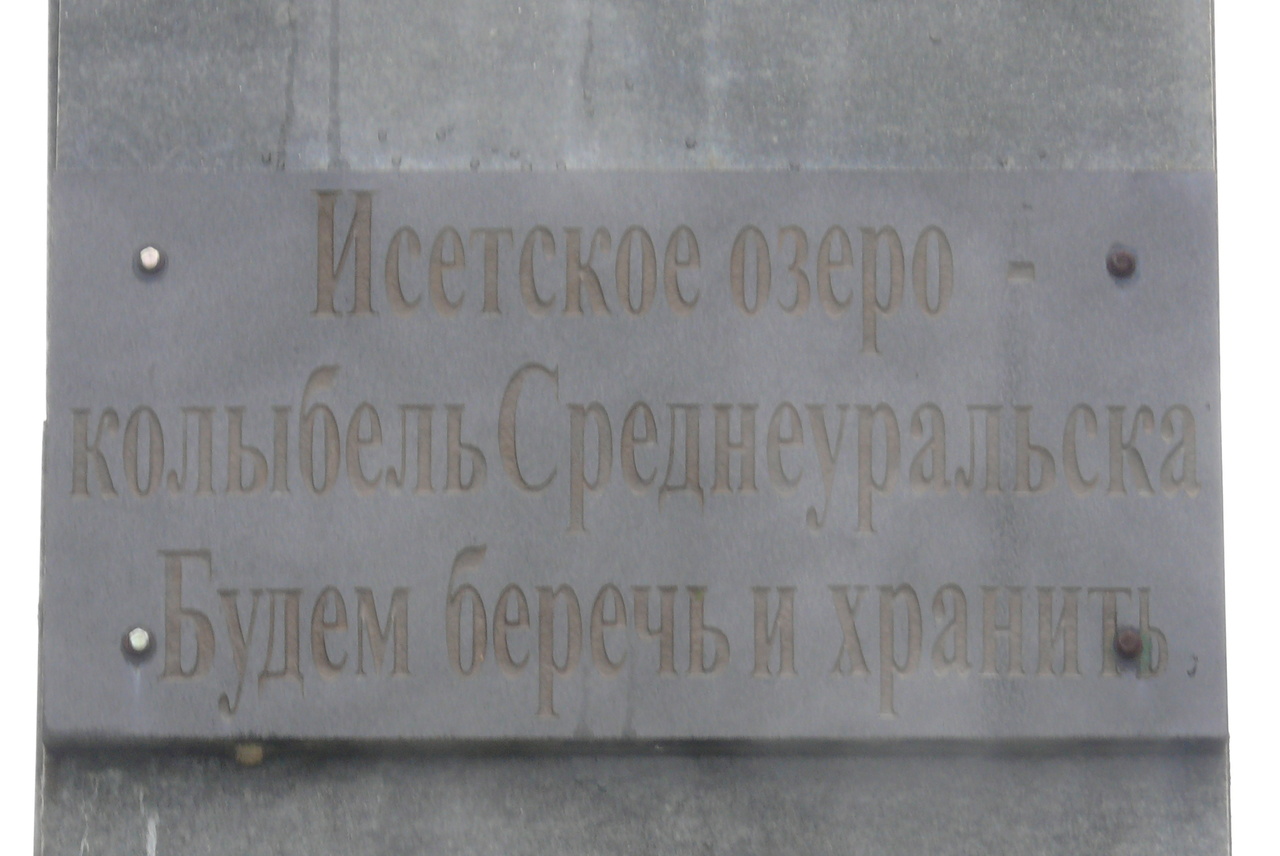 Исетское озеро -
колыбель Среднеуральска
Будем беречь и хранить